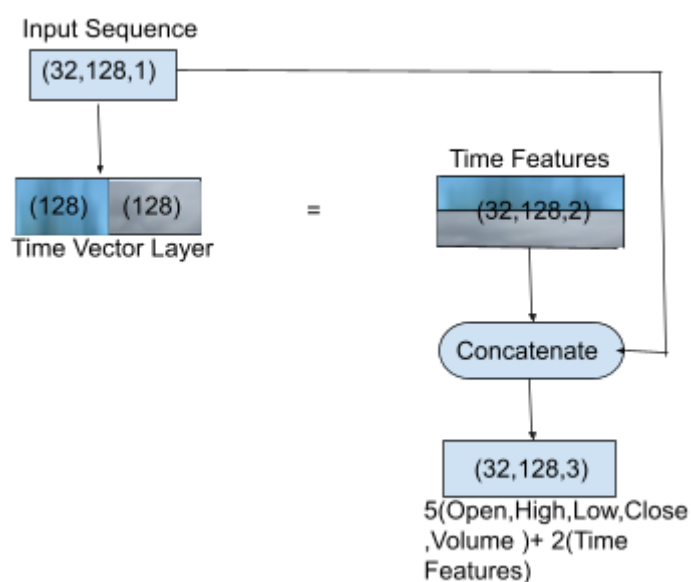 Input Sequence
(32,128,1)
(128) (128)
Time Vector Layer
=
Time Features
(32,128,2)
Concatenate
(32,128,3)
5(Open,High,Low,Close
,Volume )+ 2(Time
Features)